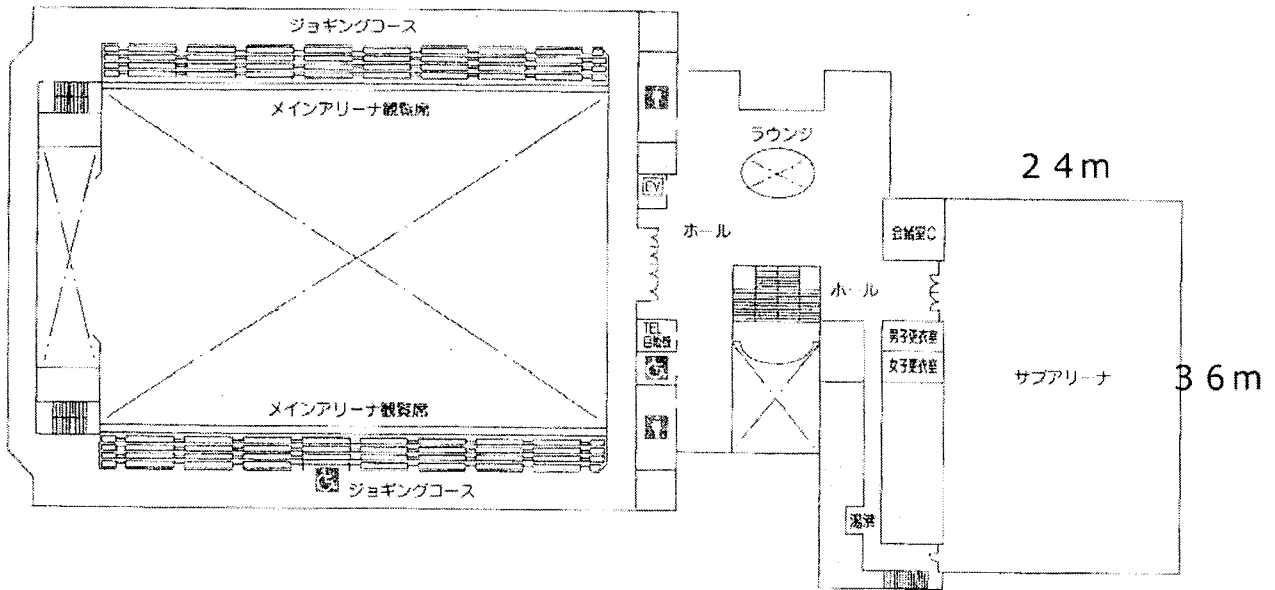 ジョギングコース
メインアリーナ観覧席
ラウンジ
24m
EV
ホール
会議室C
ホール
TEL
自販機
男子更衣室
女子更衣室
サブアリーナ
36m
メインアリーナ観覧席
ジョギングコース
湯沸